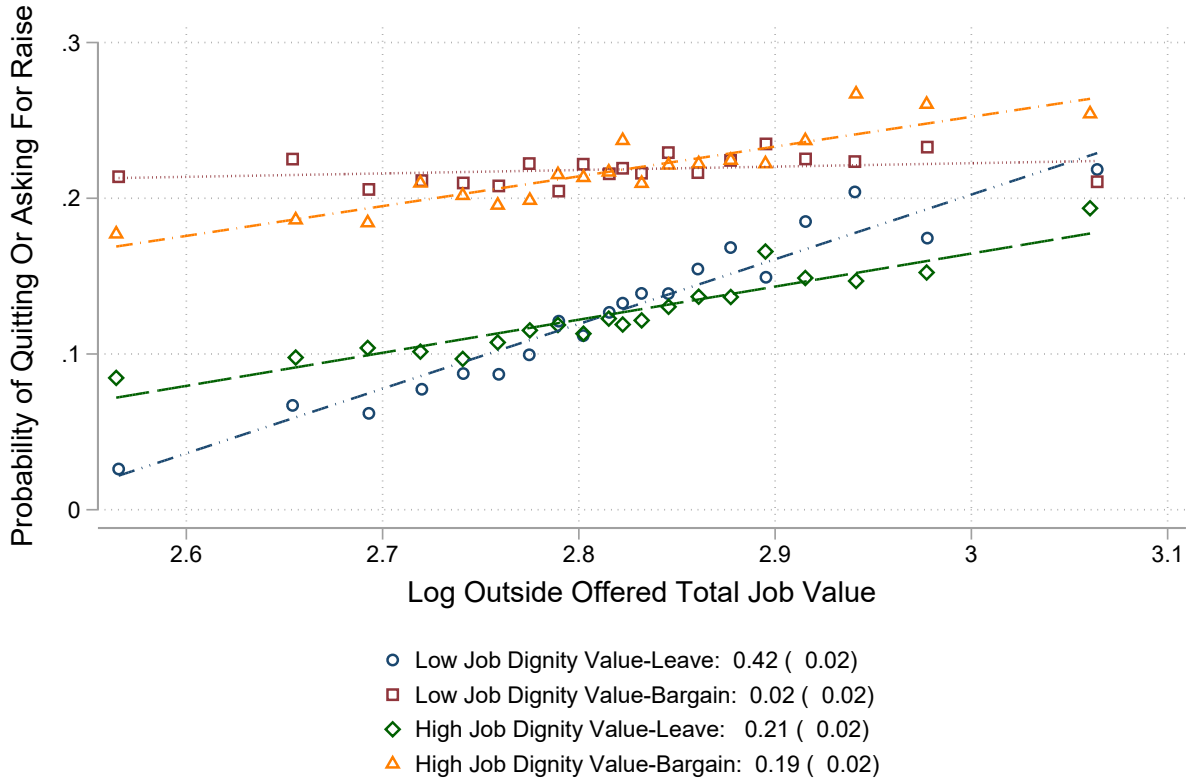 Probability of Quitting Or Asking For Raise
.3
.2
.1
0
2.6 2.7 2.8 2.9 3 3.1
Log Outside Offered Total Job Value
Low Job Dignity Value-Leave:  0.42 (  0.02)
Low Job Dignity Value-Bargain:  0.02 (  0.02)
High Job Dignity Value-Leave:   0.21 (  0.02)
High Job Dignity Value-Bargain:  0.19 (  0.02)